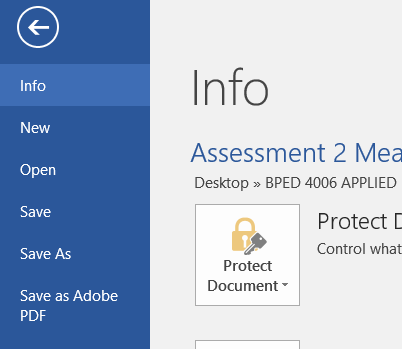 Info
New
Open
Save
Save As
Save as Adobe
PDF
Info
Assessment 2 Mea
Desktop » BPED 4006 APPLIED
Protect
Document
Protect D
Control what